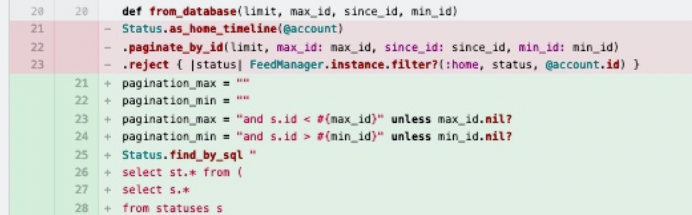 20 20 def from_database(limit, max_id, since_id, min_id)
21 - Status.as_home_timeline(@account)
22 - .paginate_by_id(limit, max_id: max_id, since_id: since_id, min_id: min_id)
23 - .reject { |status| FeedManager.instance.filter?(:home, status, @account.id) }
21 + pagination_max = ""
22 + pagination_min = ""
23 + pagination_max = "and s.id < #{max_id}" unless max_id.nil?
24 + pagination_min = "and s.id > #{min_id}" unless min_id.nil?
25 + Status.find_by_sql "
26 + select st.* from (
27 + select s.*
28 + from statuses s